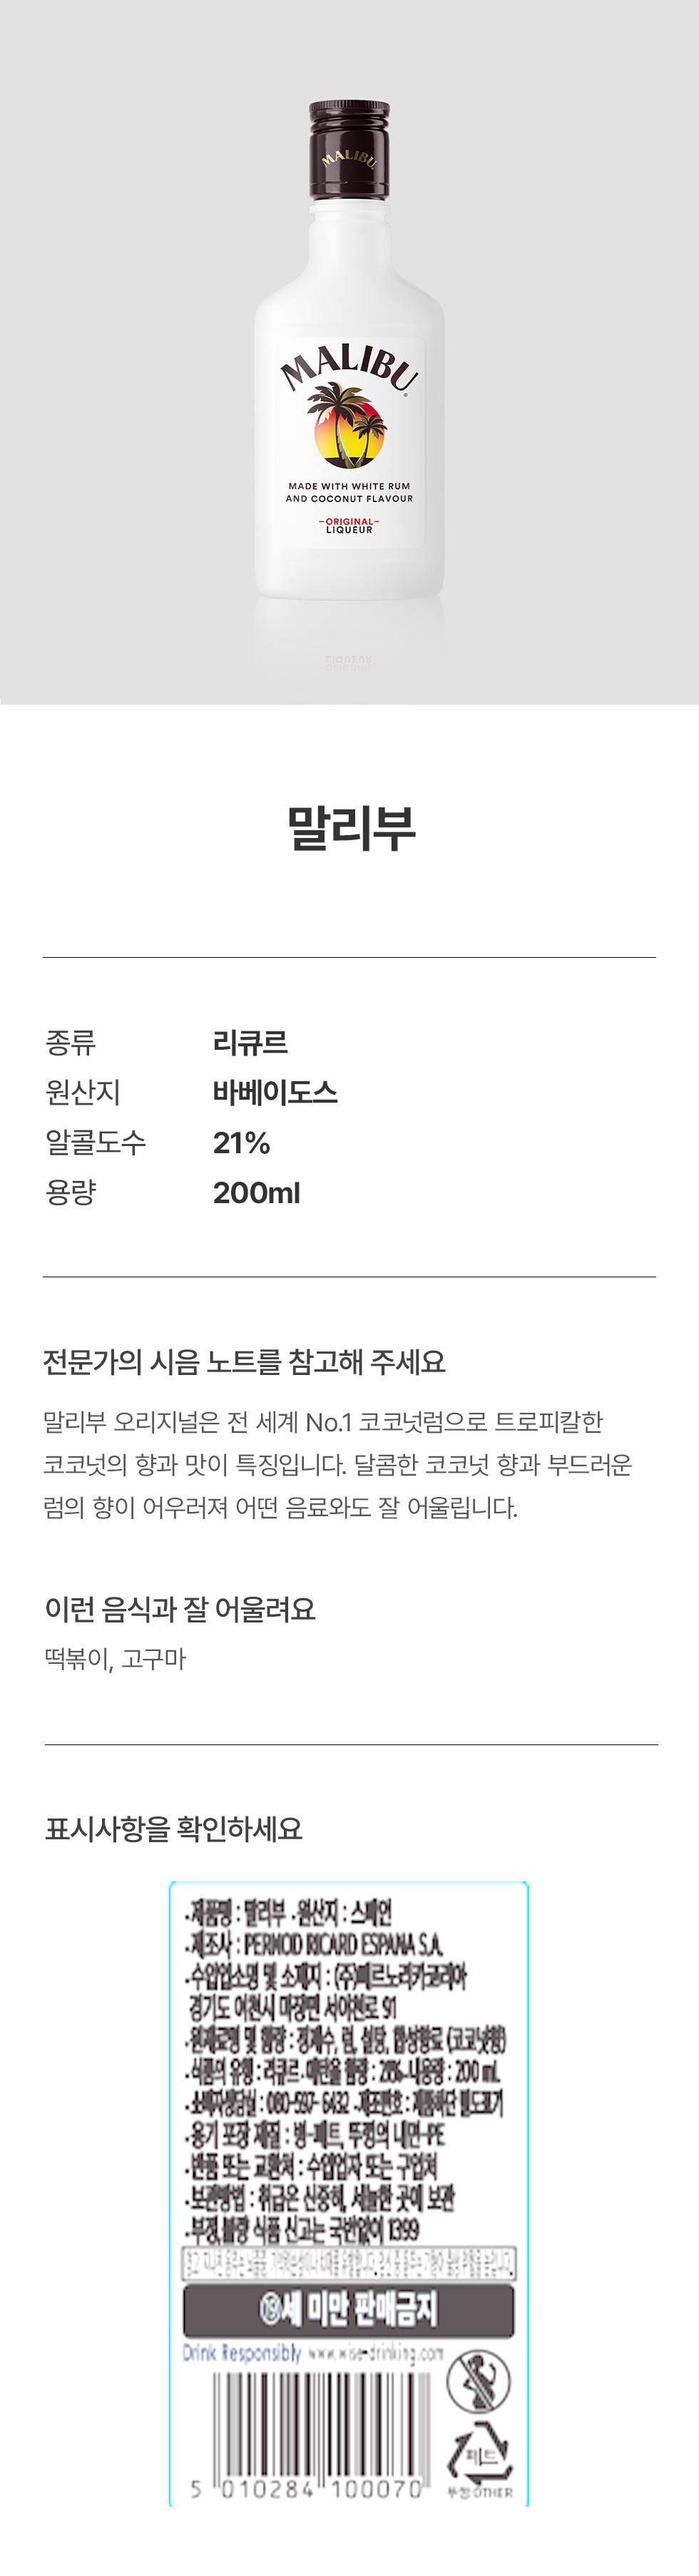 MALIBU
MALIBU
MADE WITH WHITE RUM
AND COCONUT FLAVOUR
-ORIGINAL-
LIQUEUR
말리부
종류 리큐르
원산지 바베이도스
알콜도수 21%
용량 200ml
전문가의 시음 노트를 참고해 주세요
말리부 오리지널은 전 세계 No.1 코코넛럼으로 트로피칼한
코코넛의 향과 맛이 특징입니다. 달콤한 코코넛 향과 부드러운
럼의 향이 어우러져 어떤 음료와도 잘 어울립니다.
이런 음식과 잘 어울려요
떡볶이, 고구마
표시사항을 확인하세요
·제품명 : 말리부 ·원산지 : 스페인
·제조사 : PERNOD RICARD ESPANA S.A.
·수입업소명 및 소재지 : (주)페르노리카코리아
경기도 이천시 마장면 서이천로 91
·원재료명 및 함량 : 정제수, 럼, 설탕, 합성향료 (코코넛향)
·식품의 유형 : 리큐르·에탄올 함량 : ·내용량 : 200 mL
·소비자상담실 : 080-597-6432 ·제조번호 : 제품하단 별도표기
·용기 포장 재질 : 병-페트, 뚜껑의 내면-PE
·반품 또는 교환처 : 수입업자 또는 구입처
·보관방법 : 취급은 신중히, 서늘한 곳에 보관
·부정,불량 식품 신고는 국번없이 1399
⑲세 미만 판매금지
Drink Responsibly www.wise-drinking.com
페트
뚜껑:OTHER
5 010284 100070